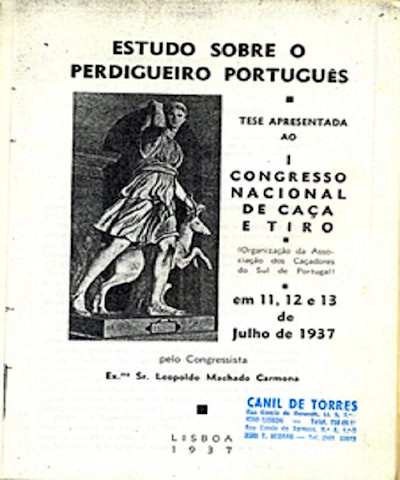 ESTUDO SOBRE O
PERDIGUEIRO PORTUGUÊS
TESE APRESENTADA
AO
I
CONGRESSO
NACIONAL
DE CAÇA
E TIRO
(Organização da Asso-
ciação dos Caçadores
do Sul de Portugal)
em 11, 12 e 13
de
Julho de 1937
pelo Congressista
Ex.mo Sr. Leopoldo Machado Carmona
CANIL DE TORRES
LISBOA
1937